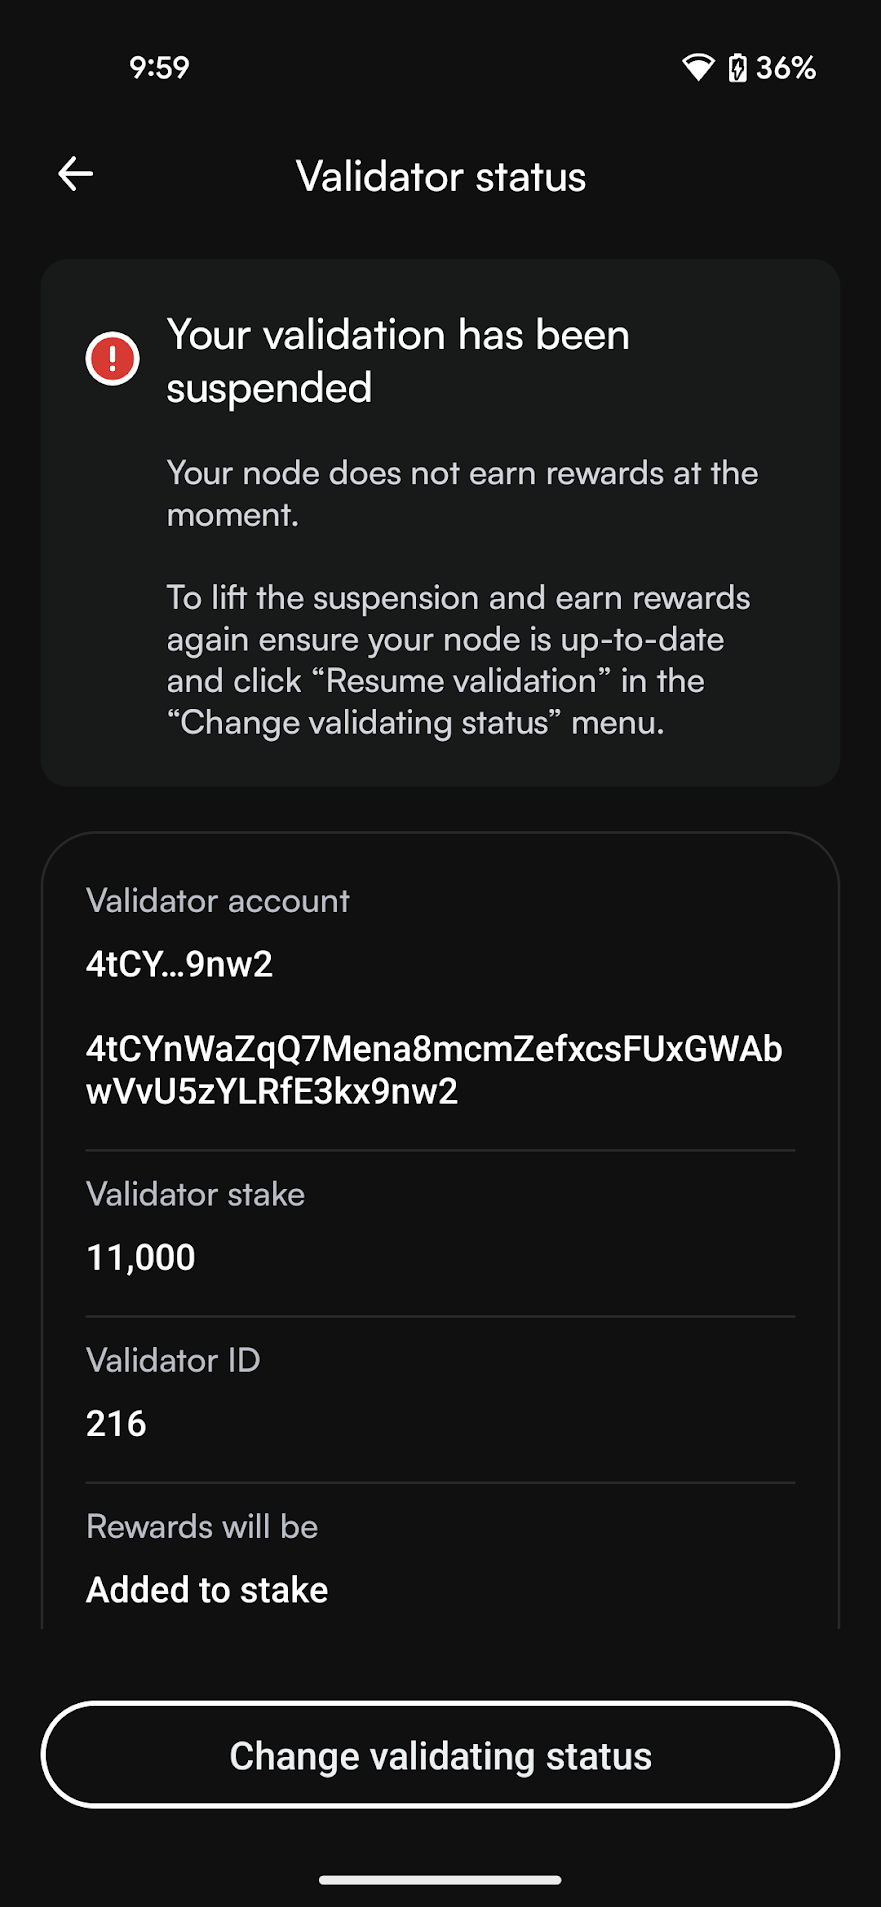 9:59
36%
Validator status
Your validation has been
suspended
Your node does not earn rewards at the
moment.
To lift the suspension and earn rewards
again ensure your node is up-to-date
and click “Resume validation” in the
“Change validating status” menu.
Validator account
4tCY...9nw2
4tCYnWaZqQ7Mena8mcmZefxcsFUxGWAb
wVvU5zYLRfE3kx9nw2
Validator stake
11,000
Validator ID
216
Rewards will be
Added to stake
Change validating status